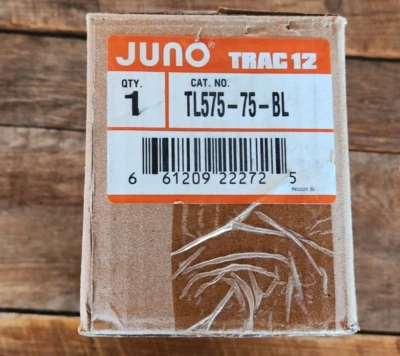 JUNO® TRAC 12
QTY. CAT. NO.
1 TL575-75-BL
6 61209 22272 5